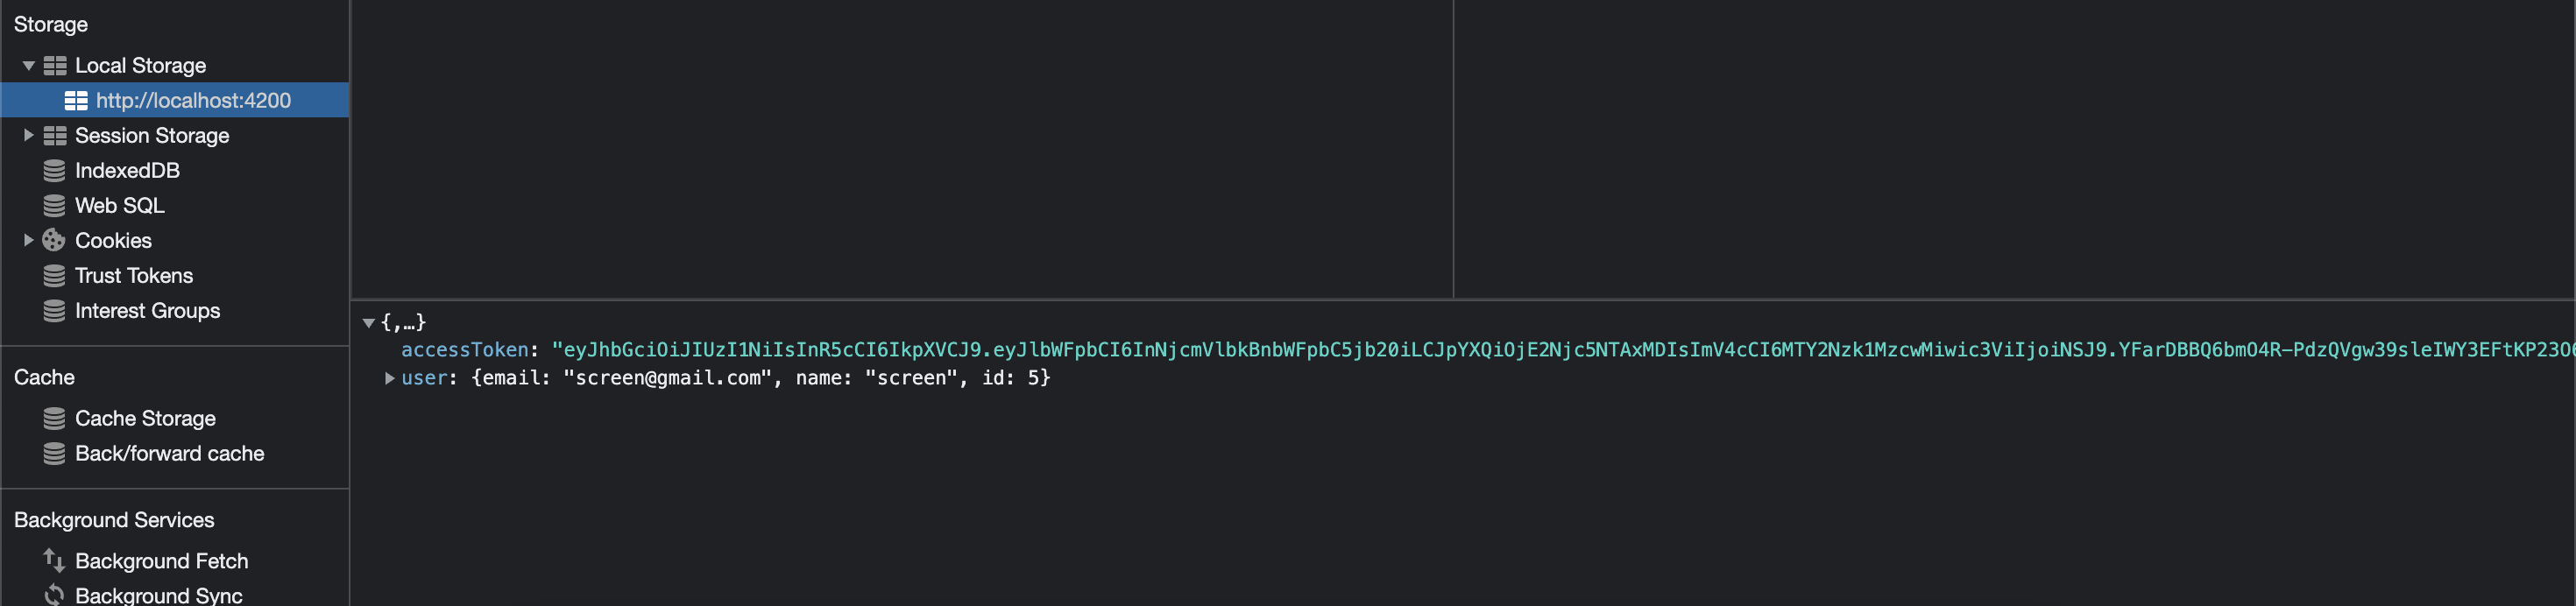 Storage
Local Storage
http://localhost:4200
Session Storage
IndexedDB
Web SQL
Cookies
Trust Tokens
Interest Groups
Cache
Cache Storage
Back/forward cache
Background Services
Background Fetch
Background Sync
{,…}
accessToken: "eyJhbGciOiJIUzI1NiIsInR5cCI6IkpXVCJ9.eyJlbWFpbCI6InNjcmVlbkBnbWFpbC5jb20iLCJpYXQiOjE2Njc5NTAxMDIsImV4cCI6MTY2Nzk1MzcwMiwic3ViIjoiNSJ9.YFarDBBQ6bmO4R-PdzQVgw39sleIWY3EFtKP23O6
user: {email: "screen@gmail.com", name: "screen", id: 5}